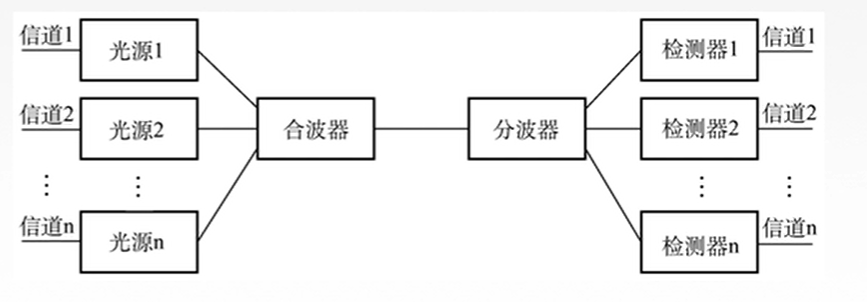 信道1
光源1
检测器1
信道1
信道2
光源2
合波器
分波器
检测器2
信道2
信道n
光源n
检测器n
信道n